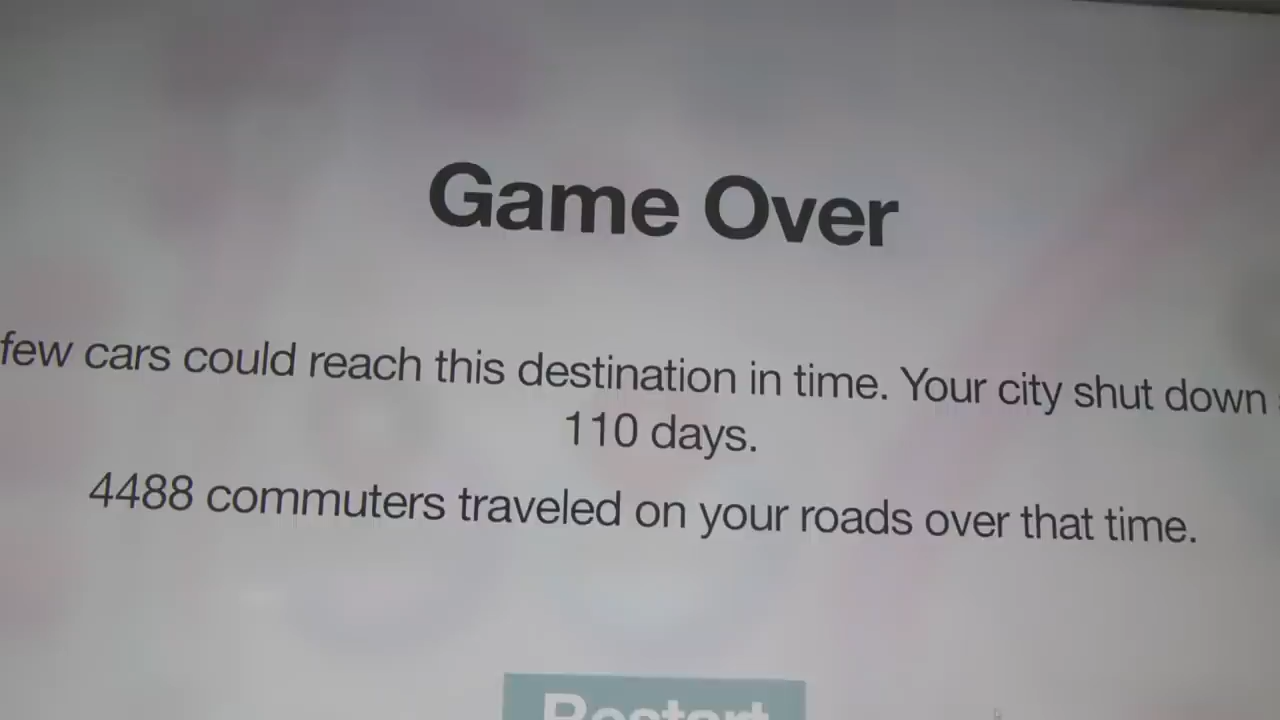 Game Over
few cars could reach this destination in time. Your city shut down
110 days.
4488 commuters traveled on your roads over that time.
Restart